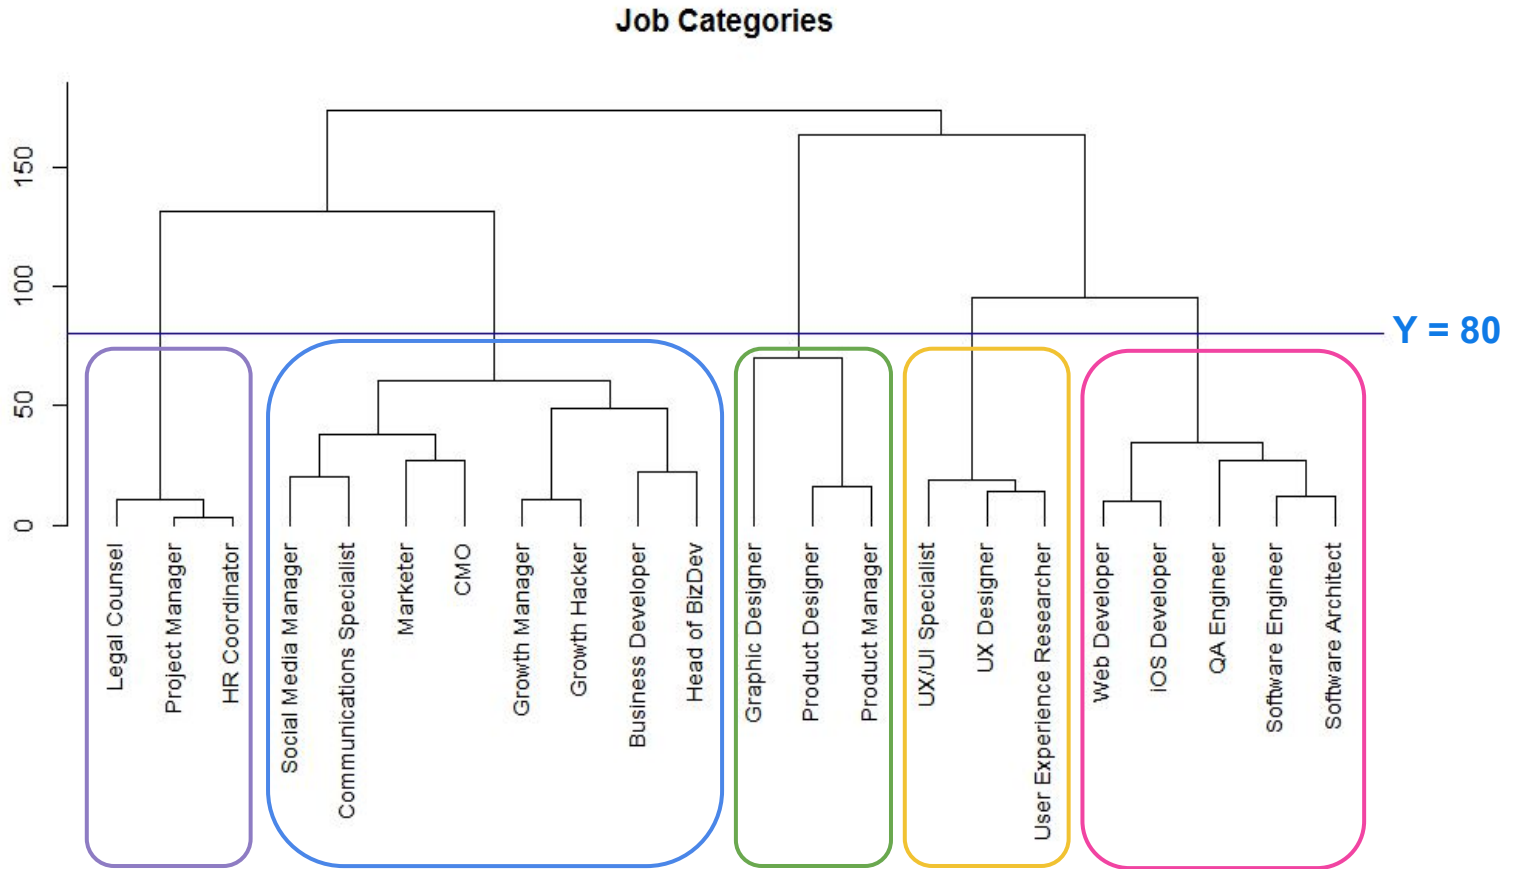 Job Categories
150
100
50
0
Y = 80
Legal Counsel
Project Manager
HR Coordinator
Social Media Manager
Communications Specialist
Marketer
CMO
Growth Manager
Growth Hacker
Business Developer
Head of BizDev
Graphic Designer
Product Designer
Product Manager
UX/UI Specialist
UX Designer
User Experience Researcher
Web Developer
iOS Developer
QA Engineer
Software Engineer
Software Architect